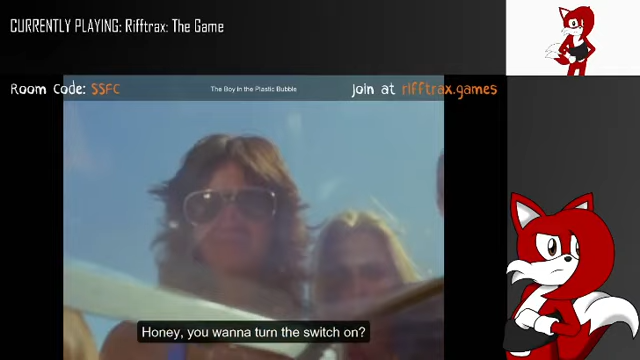 CURRENTLY PLAYING: Rifftrax: The Game
Room Code: SSFC
The Boy in the Plastic Bubble
Join at rifftrax.games
Honey, you wanna turn the switch on?